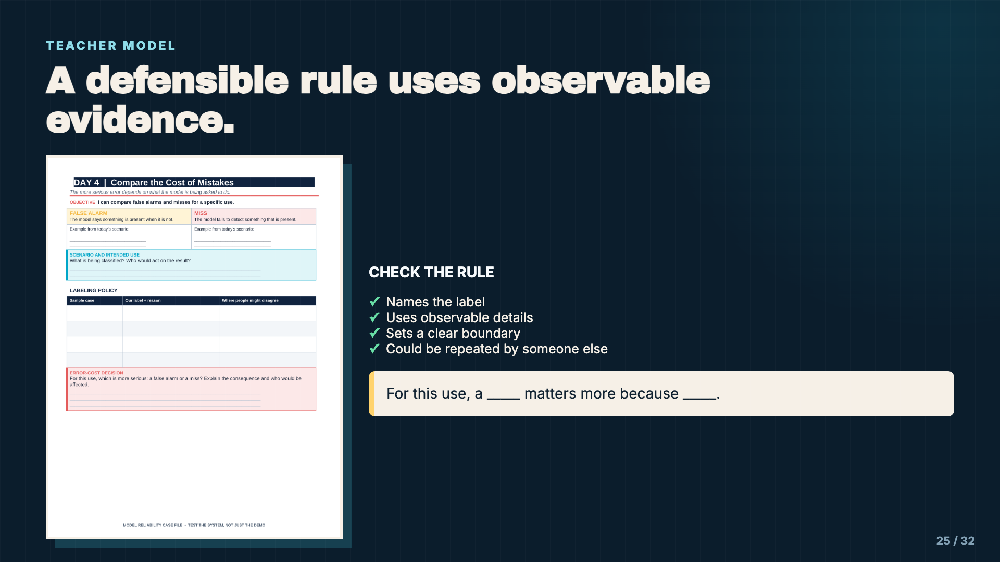 TEACHER MODEL
A defensible rule uses observable
evidence.
DAY 4 | Compare the Cost of Mistakes
The more serious error depends on what the model is being asked to do.
OBJECTIVE I can compare false alarms and misses for a specific use.
FALSE ALARM
The model says something is present when it is not.
MISS
The model fails to detect something that is present.
Example from today's scenario:
Example from today's scenario:
SCENARIO AND INTENDED USE
What is being classified? Who would act on the result?
LABELING POLICY
Sample case
Our label + reason
Where people might disagree
ERROR-COST DECISION
For this use, which is more serious: a false alarm or a miss? Explain the consequence and who would be
affected.
MODEL RELIABILITY CASE FILE • TEST THE SYSTEM, NOT JUST THE DEMO
CHECK THE RULE
✓ Names the label
✓ Uses observable details
✓ Sets a clear boundary
✓ Could be repeated by someone else
For this use, a _____ matters more because _____.
25 / 32